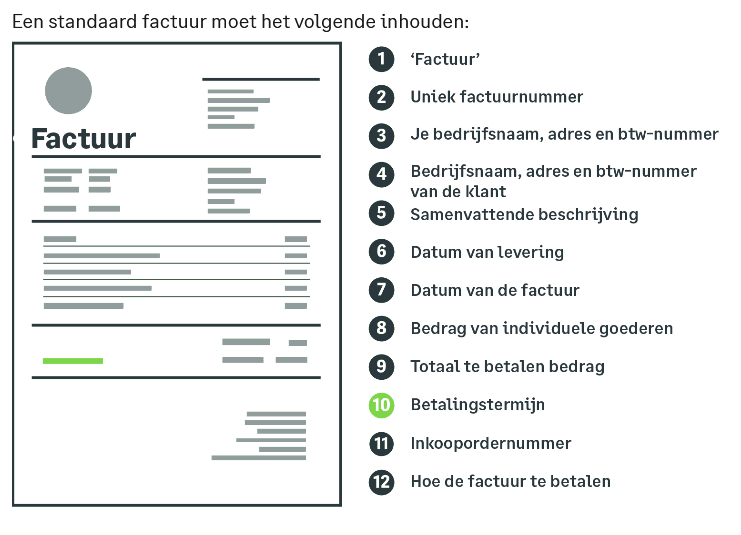 Een standaard factuur moet het volgende inhouden:
Factuur
1 ‘Factuur’
2 Uniek factuurnummer
3 Je bedrijfsnaam, adres en btw-nummer
4 Bedrijfsnaam, adres en btw-nummer
van de klant
5 Samenvattende beschrijving
6 Datum van levering
7 Datum van de factuur
8 Bedrag van individuele goederen
9 Totaal te betalen bedrag
10 Betalingstermijn
11 Inkoopordernummer
12 Hoe de factuur te betalen